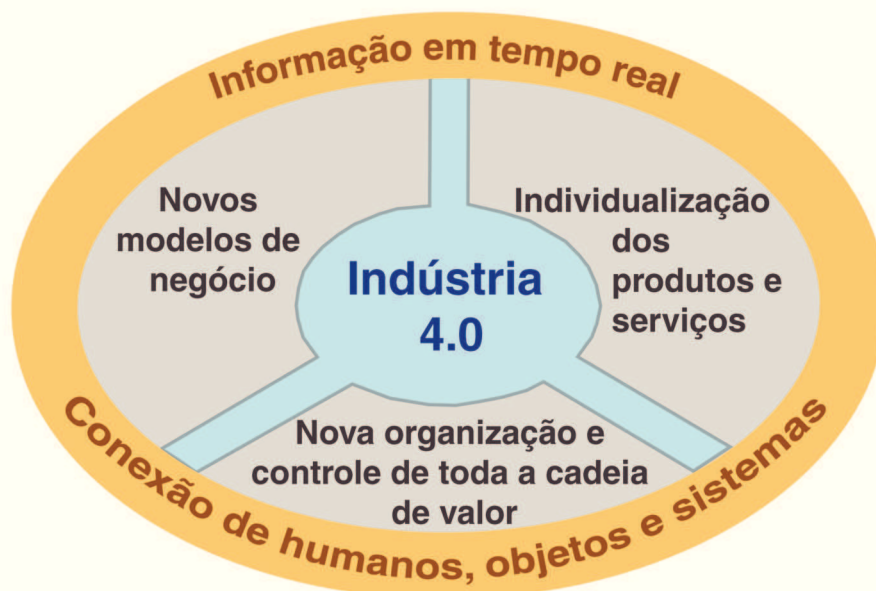 Informação em tempo real
Novos
modelos de
negócio
Individualização
dos
produtos e
serviços
Indústria
4.0
Nova organização e
controle de toda a cadeia
de valor
Conexão de humanos, objetos e sistemas